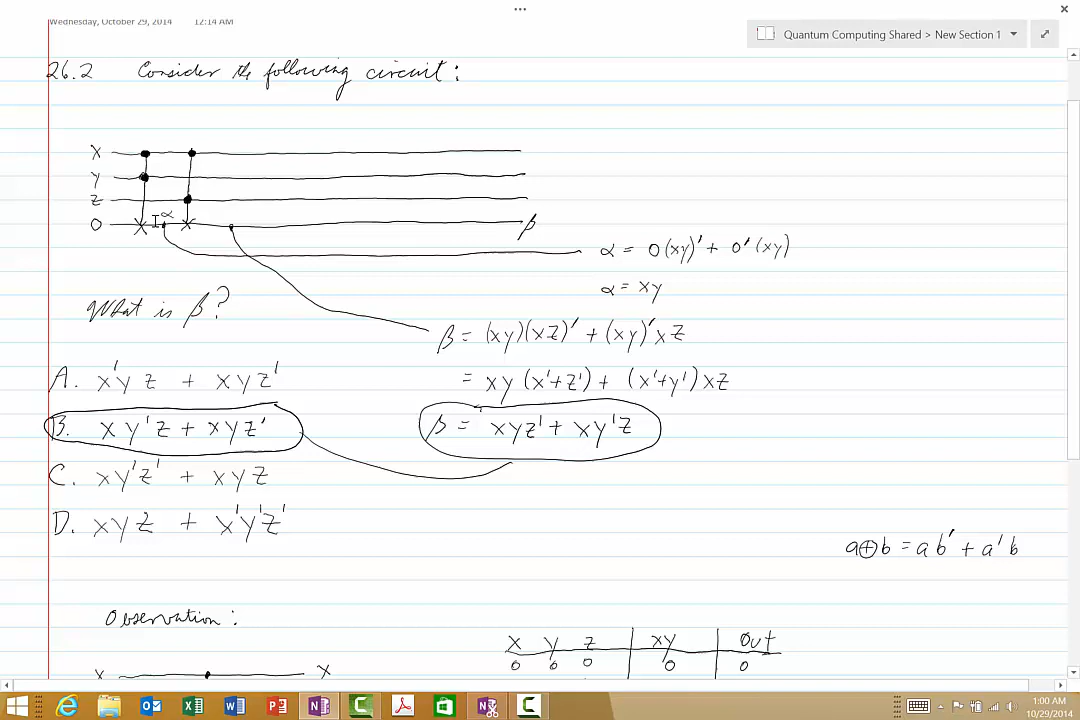 Wednesday, October 29, 2014 12:14 AM
Quantum Computing Shared > New Section 1
26.2 Consider the following circuit:
X
Y
Z
0
α
β
α = 0(xy)' + 0'(xy)
α = xy
What is β?
β = (xy)(xz)' + (xy)'xz
= xy(x'+z') + (x'+y')xz
β = xyz' + xy'z
A. x'yz + xyz'
B. xy'z + xyz'
C. xy'z' + xyz
D. xyz + x'y'z'
a⊕b = ab' + a'b
Observation:
X Y Z xy Out
0 0 0 0 0
X X
1:00 AM
10/29/2014